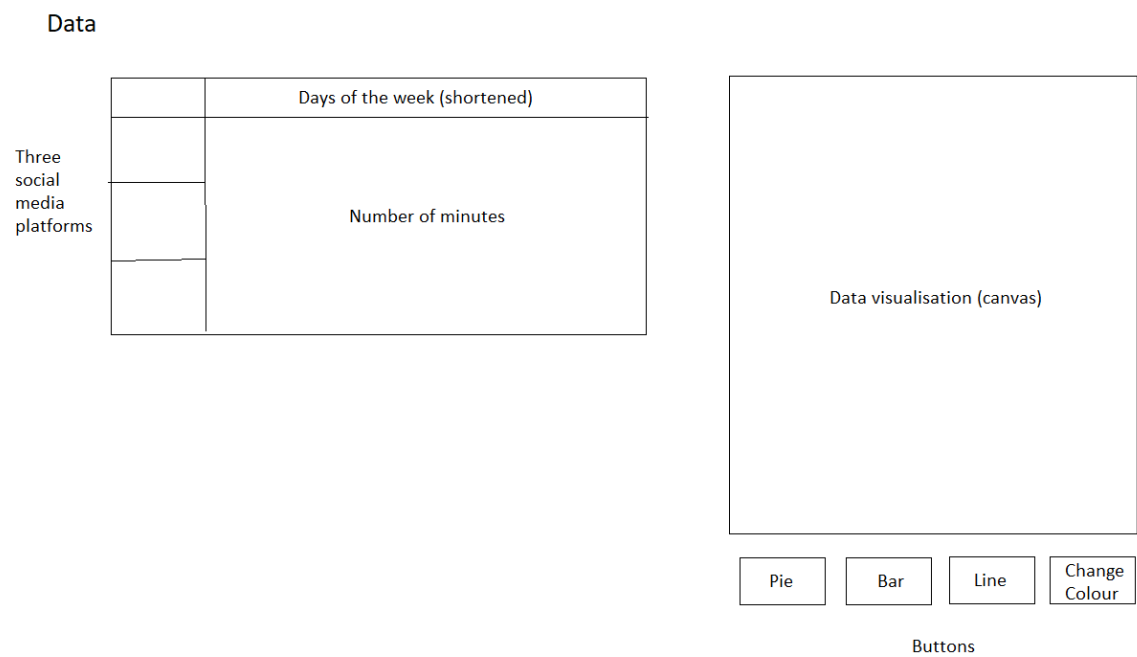 Data
Days of the week (shortened)
Three
social
media
platforms
Number of minutes
Data visualisation (canvas)
Pie
Bar
Line
Change
Colour
Buttons